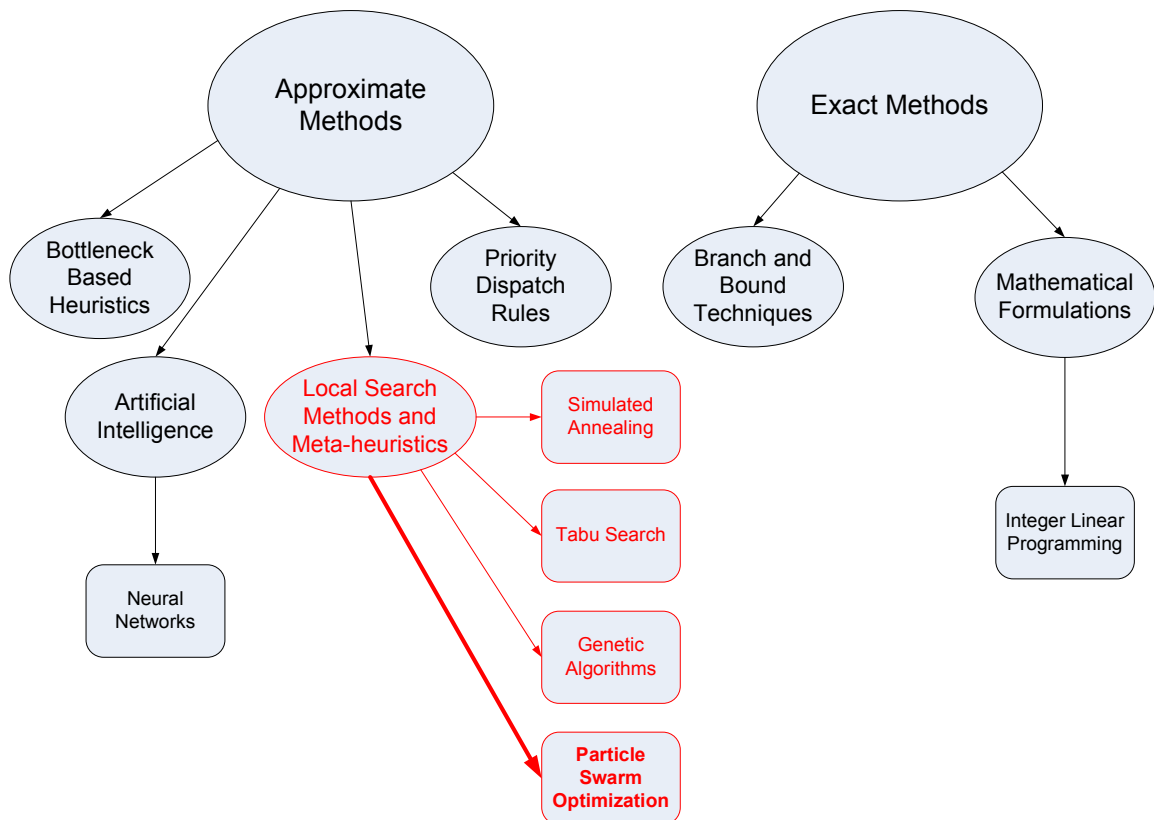 Approximate
Methods
Exact Methods
Bottleneck
Based
Heuristics
Priority
Dispatch
Rules
Branch and
Bound
Techniques
Mathematical
Formulations
Artificial
Intelligence
Local Search
Methods and
Meta-heuristics
Simulated
Annealing
Tabu Search
Integer Linear
Programming
Neural
Networks
Genetic
Algorithms
Particle
Swarm
Optimization